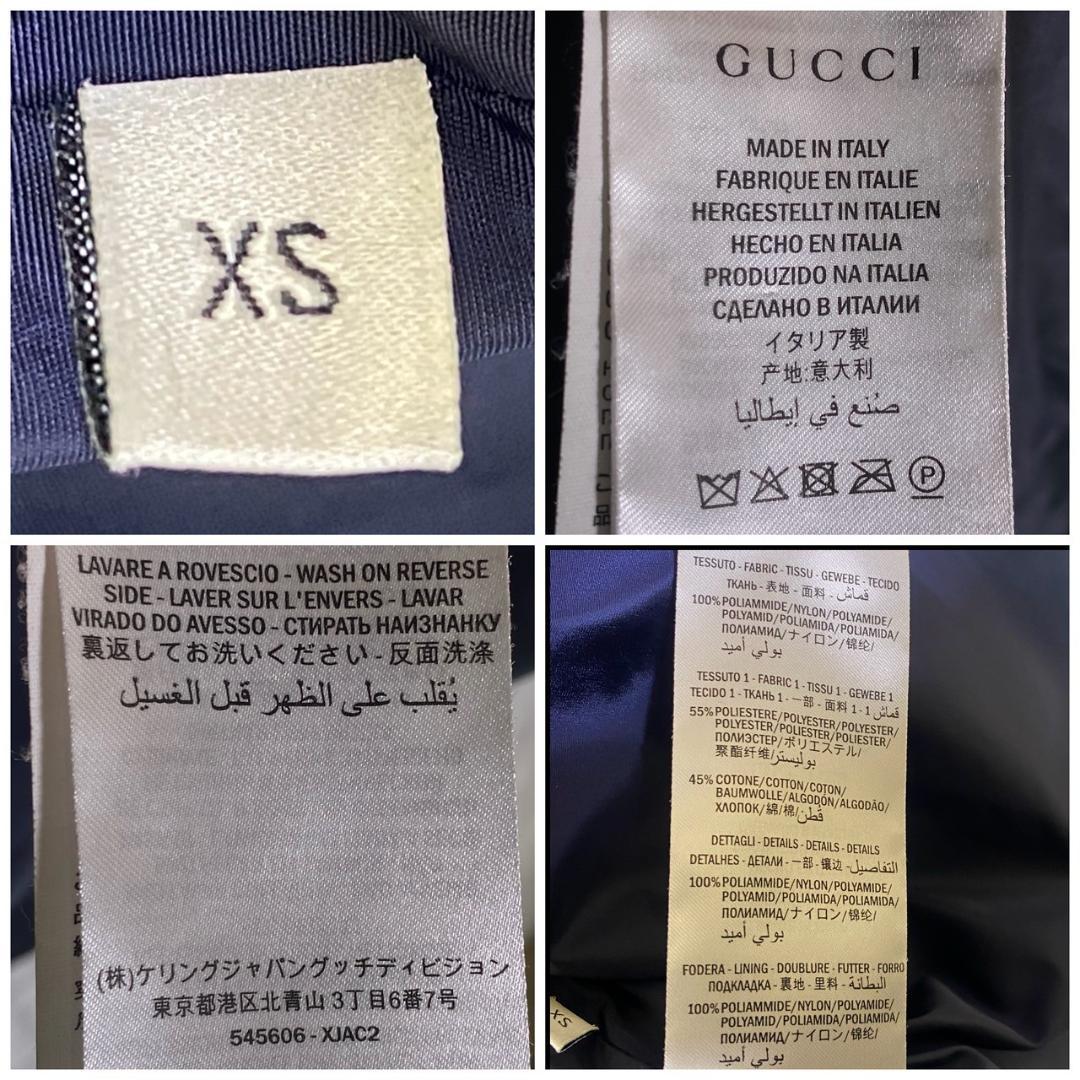 XS
GUCCI
MADE IN ITALY
FABRIQUE EN ITALIE
HERGESTELLT IN ITALIEN
HECHO EN ITALIA
PRODUZIDO NA ITALIA
СДЕЛАНО В ИТАЛИИ
イタリア製
产地:意大利
صُنع في إيطاليا
P
LAVARE A ROVESCIO - WASH ON REVERSE
SIDE - LAVER SUR L'ENVERS - LAVAR
VIRADO DO AVESSO - СТИРАТЬ НАИЗНАНКУ
裏返してお洗いください - 反面洗涤
يُقلب على الظهر قبل الغسيل
(株)ケリングジャパングッチディビジョン
東京都港区北青山3丁目6番7号
545606 - XJAC2
TESSUTO - FABRIC - TISSU - GEWEBE - TECIDO
ТКАНЬ - 表地 - 面料 - قماش
100% POLIAMMIDE/NYLON/POLYAMIDE/
POLYAMID/POLIAMIDA/POLIAMIDA/
ПОЛИАМИД/ナイロン/锦纶/
بولي أميد
TESSUTO 1 - FABRIC 1 - TISSU 1 - GEWEBE 1
TECIDO 1 - ТКАНЬ 1 - 一部 - 面料 1 - قماش 1
55% POLIESTERE/POLYESTER/POLYESTER/
POLYESTER/POLIESTER/POLIESTER/
ПОЛИЭСТЕР/ポリエステル/
聚酯纤维/بوليستر
45% COTONE/COTTON/COTON/
BAUMWOLLE/ALGODÓN/ALGODÃO/
ХЛОПОК/綿/棉/قطن
DETTAGLI - DETAILS - DETAILS - DETAILS
DETALHES - ДЕТАЛИ - 一部 - 镶边 - التفاصيل
100% POLIAMMIDE/NYLON/POLYAMIDE/
POLYAMID/POLIAMIDA/POLIAMIDA/
ПОЛИАМИД/ナイロン/锦纶/
بولي أميد
FODERA - LINING - DOUBLURE - FUTTER - FORRO
ПОДКЛАДКА - 裏地 - 里料 - البطانة
100% POLIAMMIDE/NYLON/POLYAMIDE/
POLYAMID/POLIAMIDA/POLIAMIDA/
ПОЛИАМИД/ナイロン/锦纶/
بولي أميد
XS